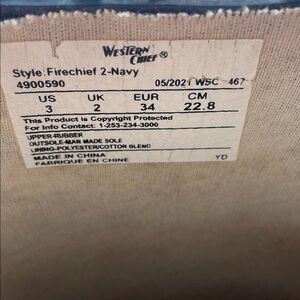 WESTERN
CHIEF®
Style: Firechief 2-Navy
4900590 05/2021 WSC 467
US UK EUR CM
3 2 34 22.8
This Product is Copyright Protected
For Info Contact: 1-253-234-3000
UPPER-RUBBER
OUTSOLE-MAN MADE SOLE
LINING-POLYESTER/COTTON BLEND
MADE IN CHINA
FABRIQUE EN CHINE YD